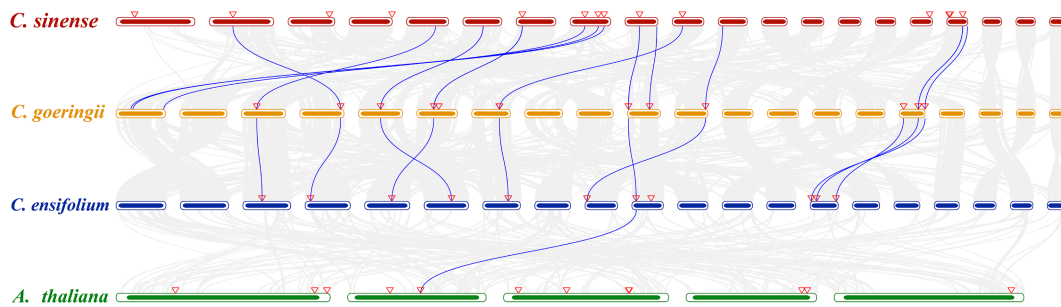 C. sinense
C. goeringii
C. ensifolium
A. thaliana